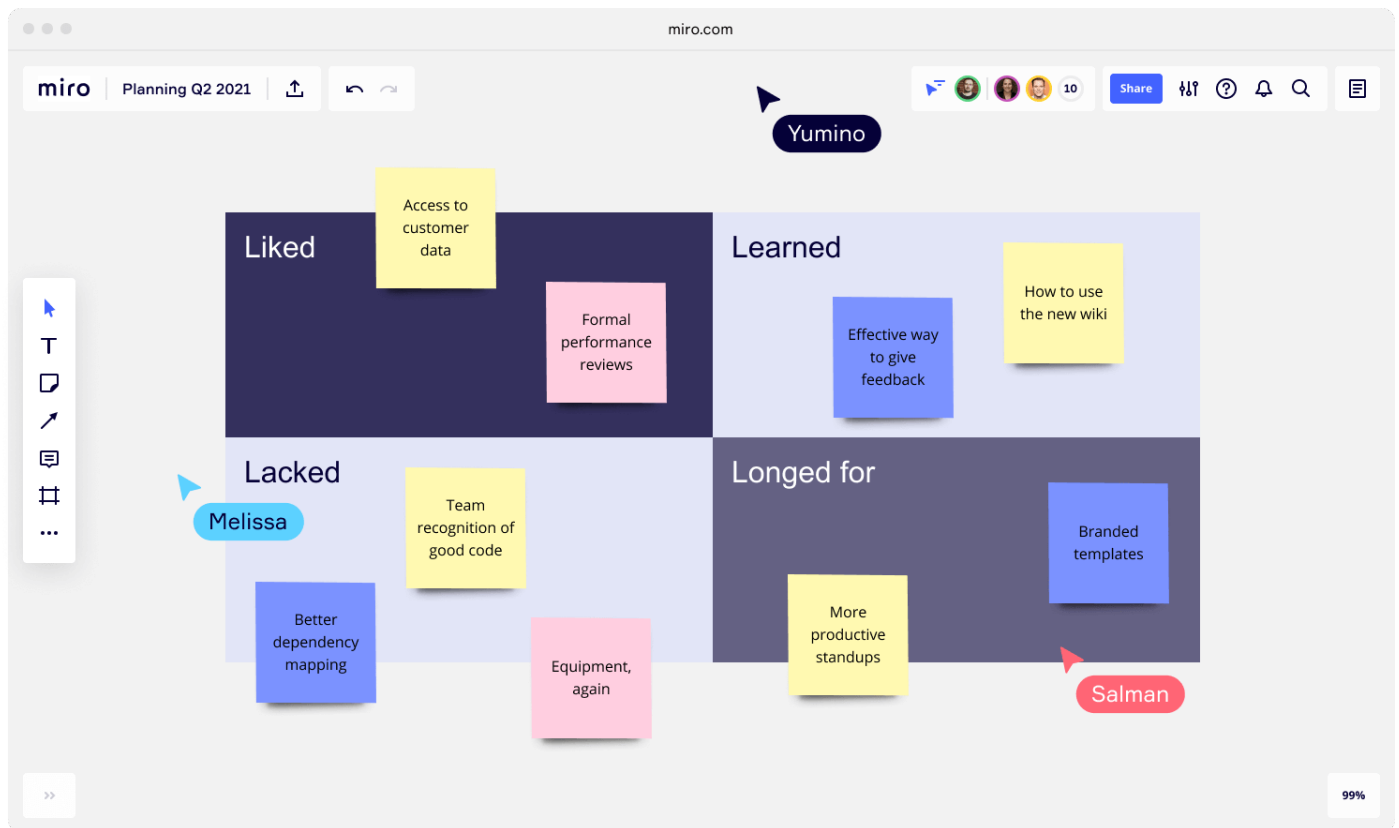 miro.com
miro
Planning Q2 2021
10
Share
Yumino
Liked
Access to
customer
data
Formal
performance
reviews
Learned
Effective way
to give
feedback
How to use
the new wiki
Lacked
Melissa
Team
recognition of
good code
Better
dependency
mapping
Equipment,
again
Longed for
Branded
templates
More
productive
standups
Salman
99%